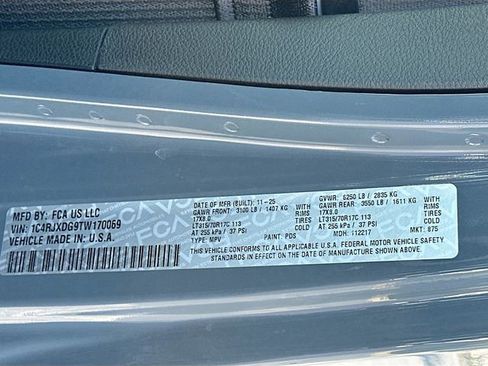 MFD BY: FCA US LLC
VIN: 1C4RJXDG9TW170069
VEHICLE MADE IN: U.S.A.
DATE OF MFR (BUILT) 11-25 GVWR: 6250 LB / 2835 KG
GAWR FRONT 3100 LB / 1407 KG GAWR REAR 3550 LB / 1611 KG
WITH 17X8.0 RIMS WITH 17X8.0 RIMS
LT315/70R17C 113 TIRES LT315/70R17C 113 TIRES
AT 255 kPa / 37 PSI COLD AT 255 kPa / 37 PSI COLD
TYPE: MPV PAINT: PDS MDH: 112217 MKT: 875
THIS VEHICLE CONFORMS TO ALL APPLICABLE U.S.A. FEDERAL MOTOR VEHICLE SAFETY
STANDARDS IN EFFECT ON THE DATE OF MANUFACTURE SHOWN ABOVE.